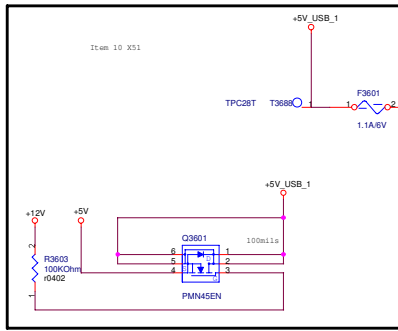 +5V_USB_1
Item 10 X51
F3601
TPC28T T3688 1 1 2
1.1A/6V
+5V_USB_1
+12V +5V
Q3601
100mils
2
R3603
100KOhm
r0402
6 1
5 2
4 3
1
PMN45EN